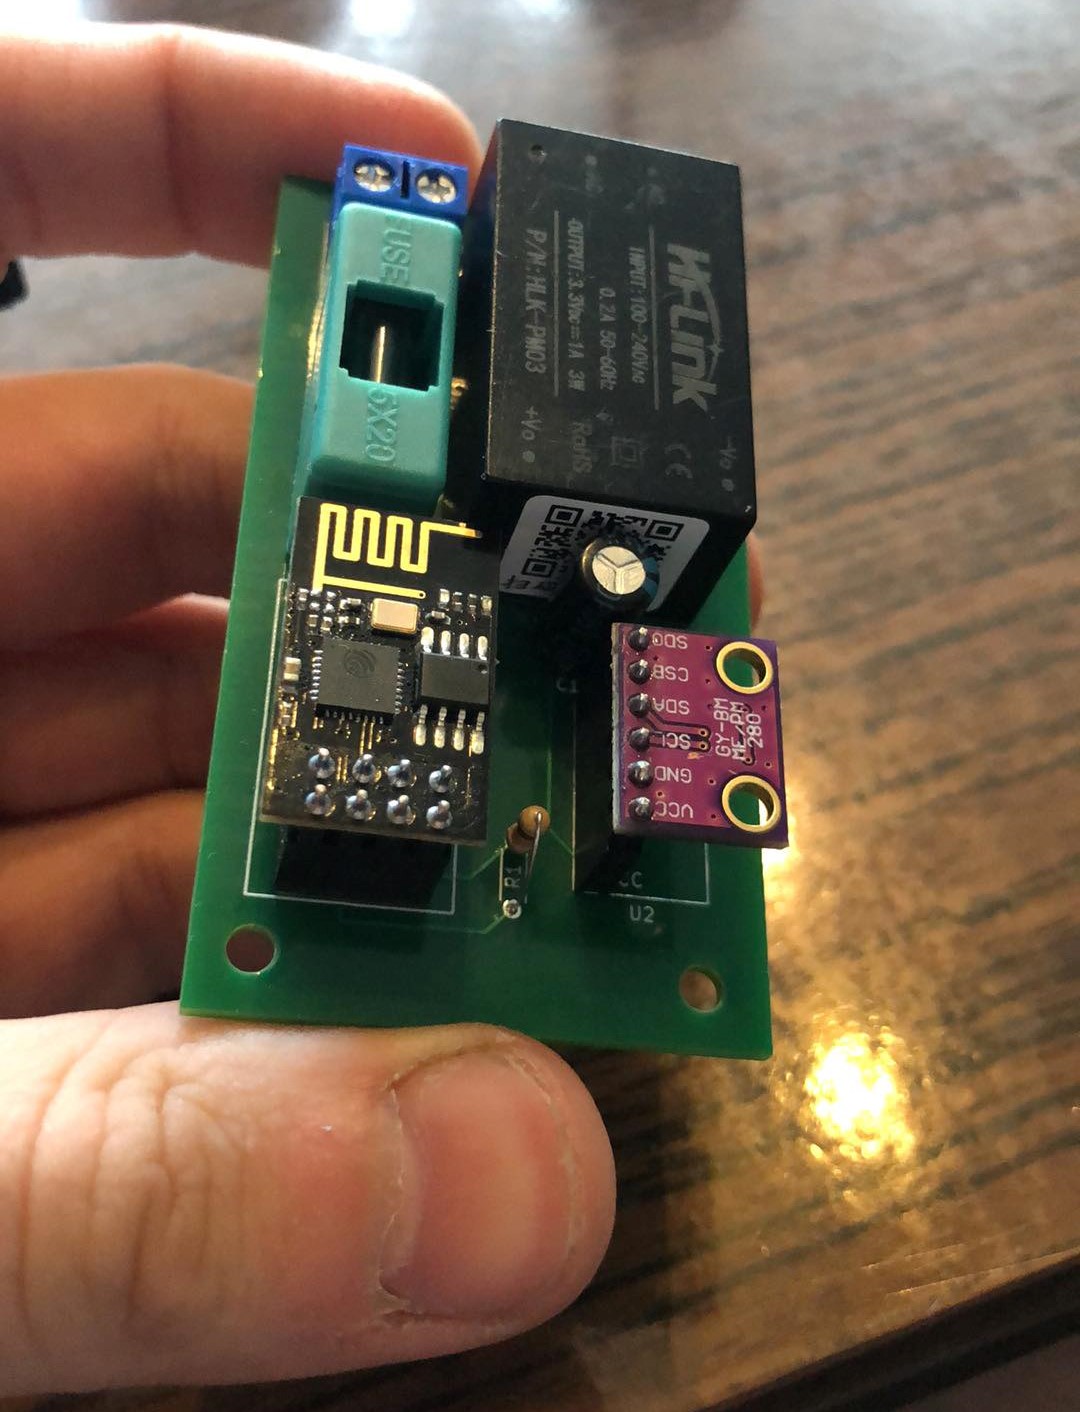 FUSE
5X20
HI-LINK
INPUT: 100-240Vac
0.2A 50-60Hz
OUTPUT: 3.3VDC 1A 3W
P/N: HLK-PM03
-Vo
CE
RoHS
+Vo
SDO
CSB
SDA
SCL
GND
VCC
GY-BM
ME/PM
280
C1
R1
CC
U2